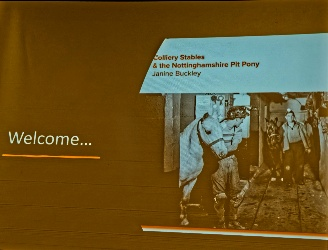 Colliery Stables
& the Nottinghamshire Pit Pony
Janine Buckley
Welcome...